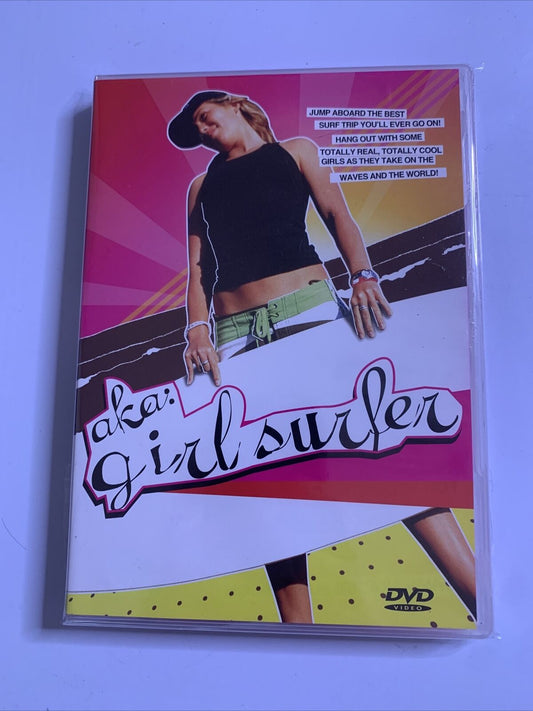 JUMP ABOARD THE BEST
SURF TRIP YOU'LL EVER GO ON!
HANG OUT WITH SOME
TOTALLY REAL, TOTALLY COOL
GIRLS AS THEY TAKE ON THE
WAVES AND THE WORLD!
aka:
girl surfer
DVD
VIDEO